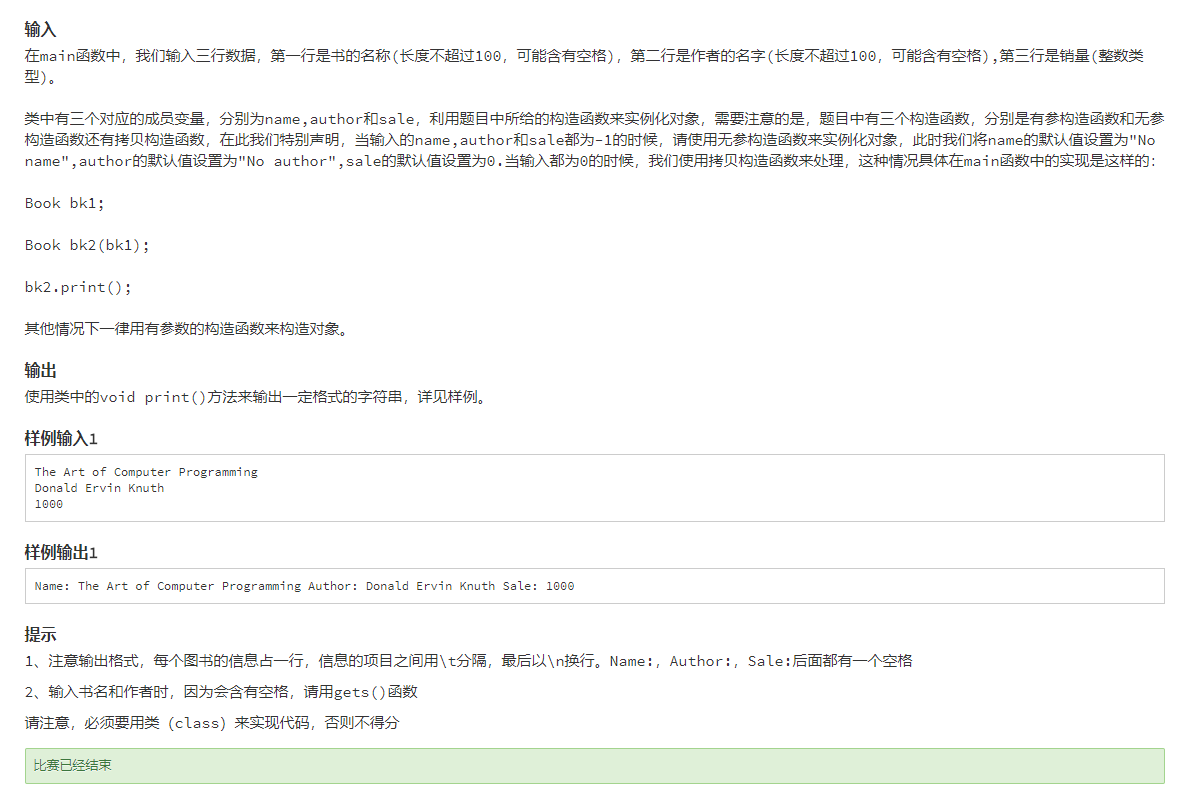 输入
在main函数中，我们输入三行数据，第一行是书的名称(长度不超过100，可能含有空格)，第二行是作者的名字(长度不超过100，可能含有空格),第三行是销量(整数类
型)。
类中有三个对应的成员变量，分别为name,author和sale，利用题目中所给的构造函数来实例化对象，需要注意的是，题目中有三个构造函数，分别是有参构造函数和无参
构造函数还有拷贝构造函数，在此我们特别声明，当输入的name,author和sale都为-1的时候，请使用无参构造函数来实例化对象，此时我们将name的默认值设置为"No
name",author的默认值设置为"No author",sale的默认值设置为0.当输入都为0的时候，我们使用拷贝构造函数来处理，这种情况具体在main函数中的实现是这样的：
Book bk1;
Book bk2(bk1);
bk2.print();
其他情况下一律用有参数的构造函数来构造对象。
输出
使用类中的void print()方法来输出一定格式的字符串，详见样例。
样例输入1
The Art of Computer Programming
Donald Ervin Knuth
1000
样例输出1
Name: The Art of Computer Programming Author: Donald Ervin Knuth Sale: 1000
提示
1、注意输出格式，每个图书的信息占一行，信息的项目之间用\t分隔，最后以\n换行。Name:, Author:, Sale:后面都有一个空格
2、输入书名和作者时，因为会含有空格，请用gets()函数
请注意，必须要用类（class）来实现代码，否则不得分
比赛已经结束